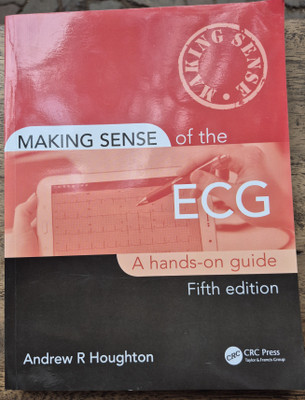 MAKING SENSE
MAKING SENSE of the
ECG
A hands-on guide
Fifth edition
Andrew R Houghton
CRC CRC Press
Taylor & Francis Group